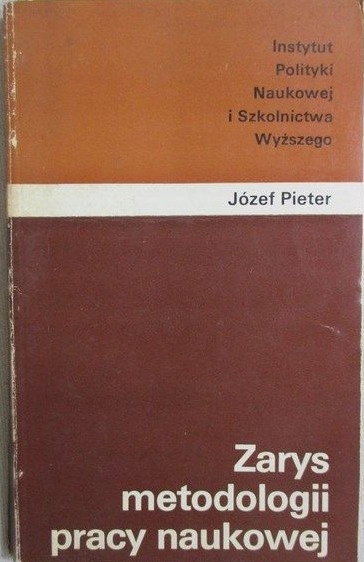 Instytut
Polityki
Naukowej
i Szkolnictwa
Wyższego
Józef Pieter
Zarys
metodologii
pracy naukowej